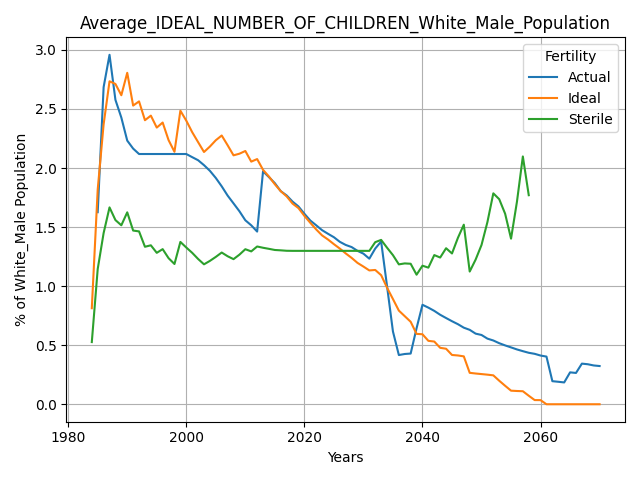 Average_IDEAL_NUMBER_OF_CHILDREN_White_Male_Population
Fertility
Actual
Ideal
Sterile
% of White_Male Population
3.0
2.5
2.0
1.5
1.0
0.5
0.0
1980 2000 2020 2040 2060
Years